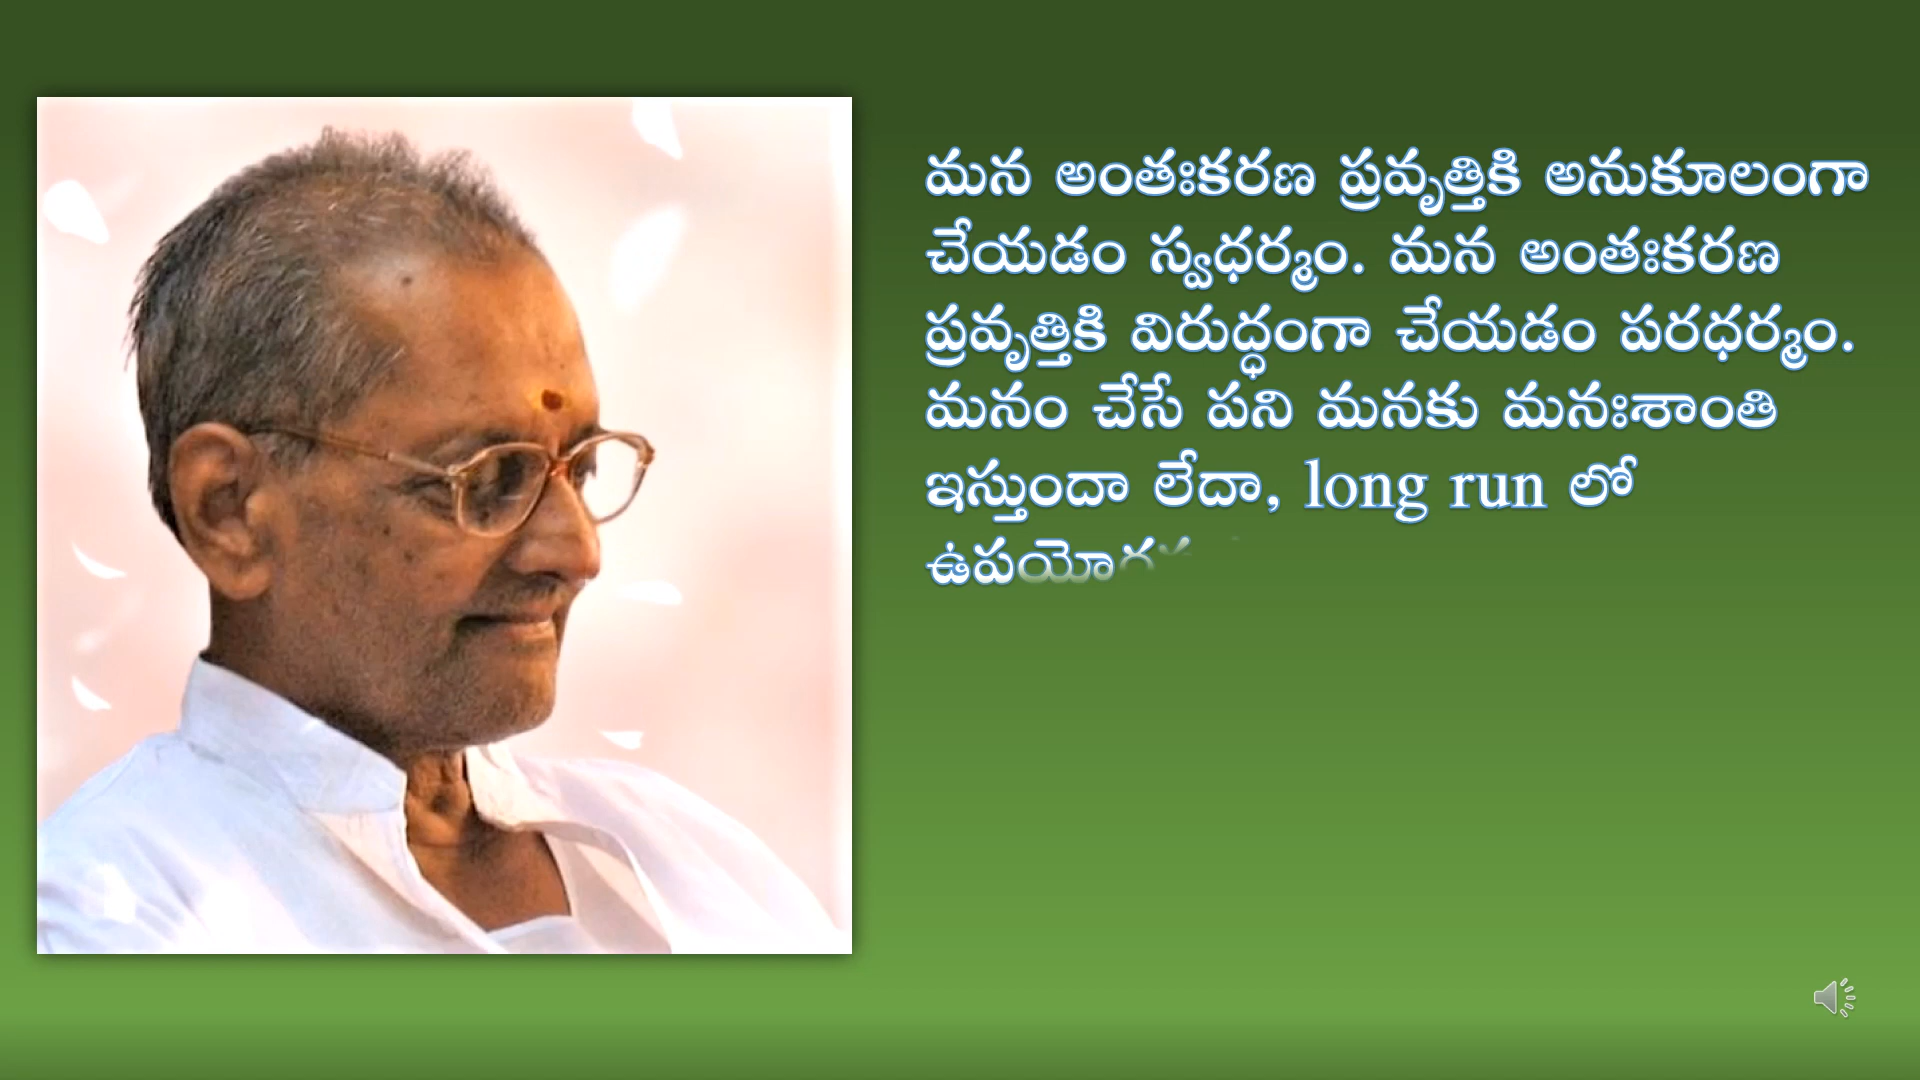 మన అంతఃకరణ ప్రవృత్తికి అనుకూలంగా
చేయడం స్వధర్మం. మన అంతఃకరణ
ప్రవృత్తికి విరుద్ధంగా చేయడం పరధర్మం.
మనం చేసే పని మనకు మనఃశాంతి
ఇస్తుందా లేదా, long run లో